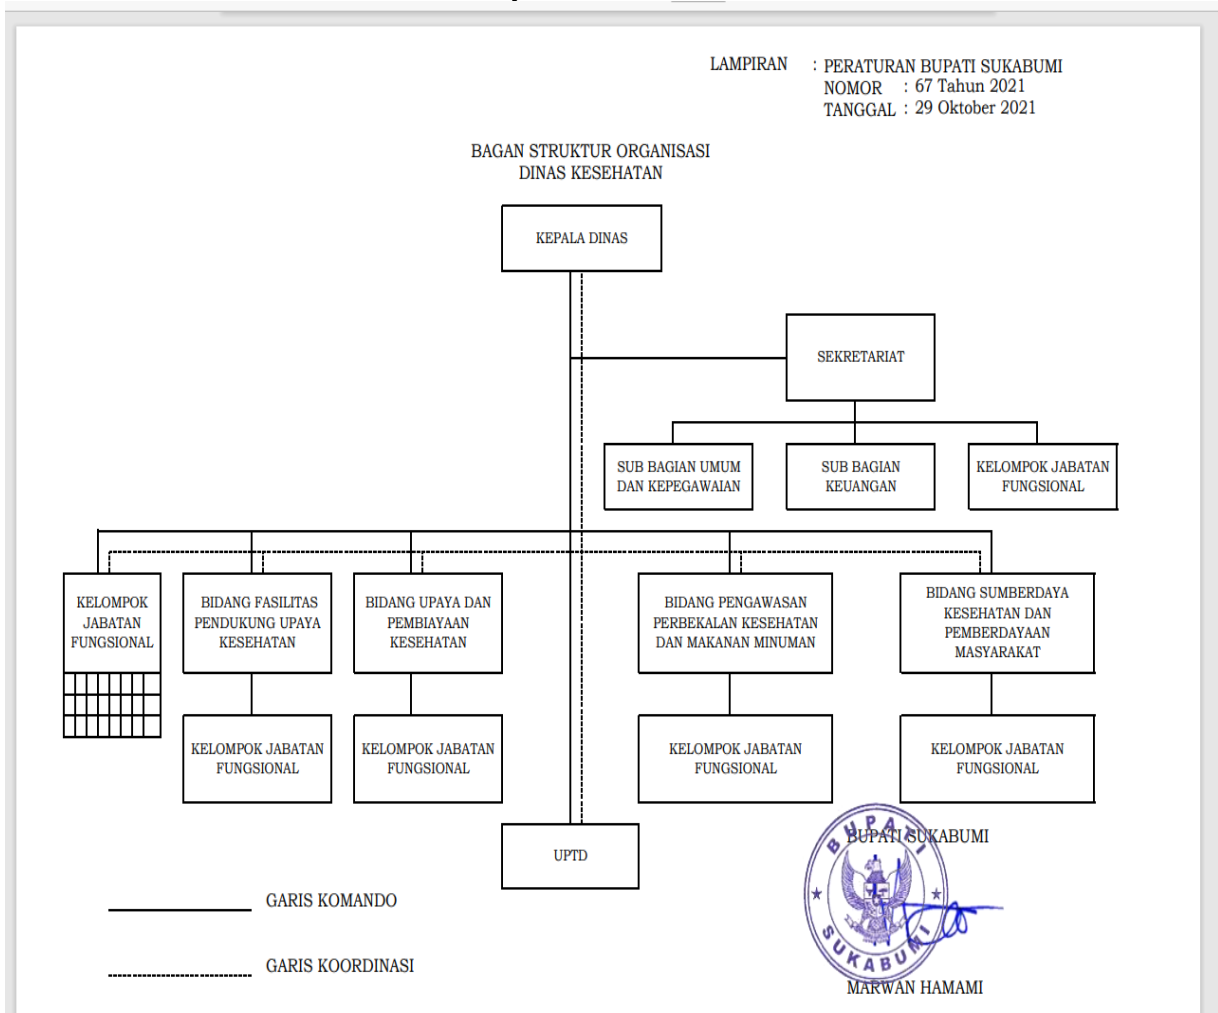 LAMPIRAN : PERATURAN BUPATI SUKABUMI
NOMOR : 67 Tahun 2021
TANGGAL : 29 Oktober 2021
BAGAN STRUKTUR ORGANISASI
DINAS KESEHATAN
KEPALA DINAS
SEKRETARIAT
SUB BAGIAN UMUM
DAN KEPEGAWAIAN
SUB BAGIAN
KEUANGAN
KELOMPOK JABATAN
FUNGSIONAL
KELOMPOK
JABATAN
FUNGSIONAL
BIDANG FASILITAS
PENDUKUNG UPAYA
KESEHATAN
BIDANG UPAYA DAN
PEMBIAYAAN
KESEHATAN
BIDANG PENGAWASAN
PERBEKALAN KESEHATAN
DAN MAKANAN MINUMAN
BIDANG SUMBERDAYA
KESEHATAN DAN
PEMBERDAYAAN
MASYARAKAT
KELOMPOK JABATAN
FUNGSIONAL
KELOMPOK JABATAN
FUNGSIONAL
KELOMPOK JABATAN
FUNGSIONAL
KELOMPOK JABATAN
FUNGSIONAL
UPTD
GARIS KOMANDO
GARIS KOORDINASI
BUPATI SUKABUMI
BUPATI
SUKABUMI
MARWAN HAMAMI